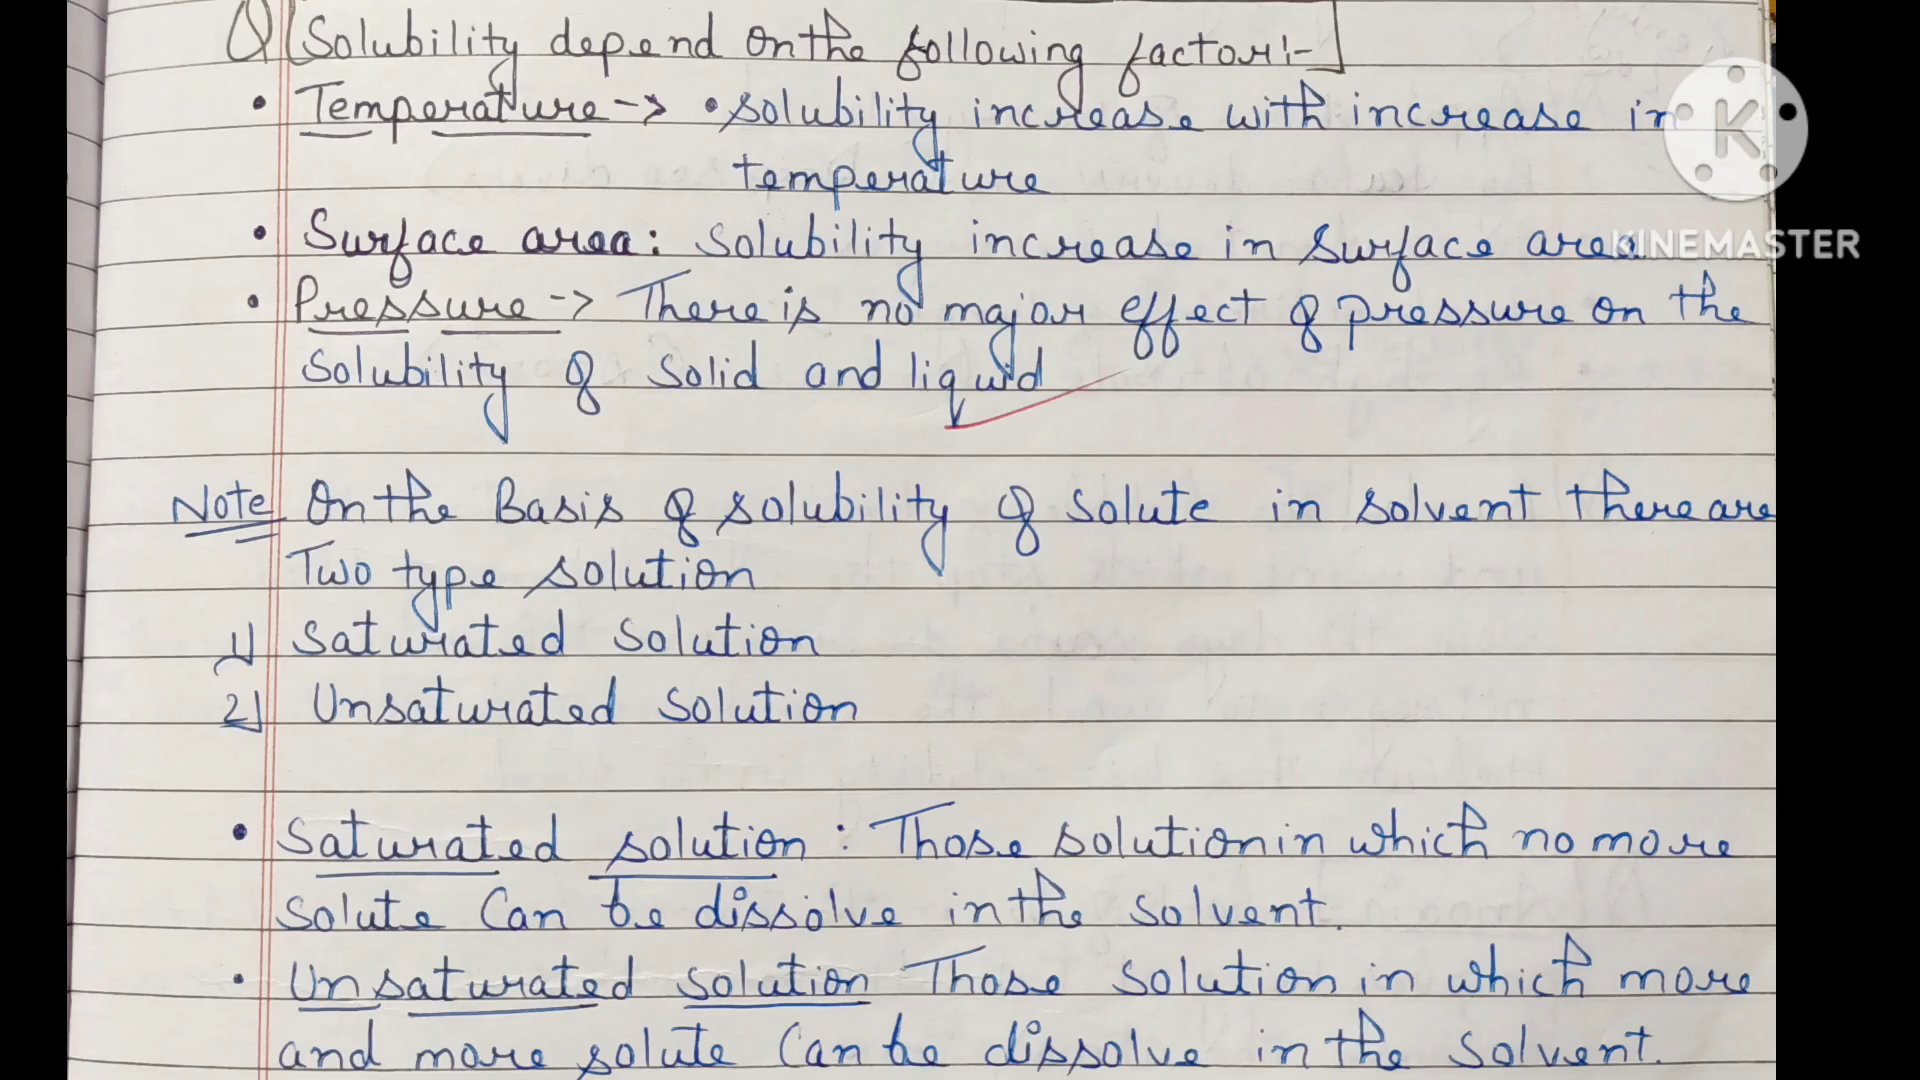 Q [Solubility depend on the following factor:-]
• Temperature -> • solubility increase with increase in
temperature
• Surface area: solubility increase in surface area
• Pressure -> There is no major effect of pressure on the
solubility of solid and liquid
Note On the Basis of solubility of solute in solvent there are
Two type solution
1) Saturated solution
2) Unsaturated solution
• Saturated solution : Those solution in which no more
solute can be dissolve in the solvent.
• Unsaturated solution Those solution in which more
and more solute can be dissolve in the solvent.
K
KINEMASTER